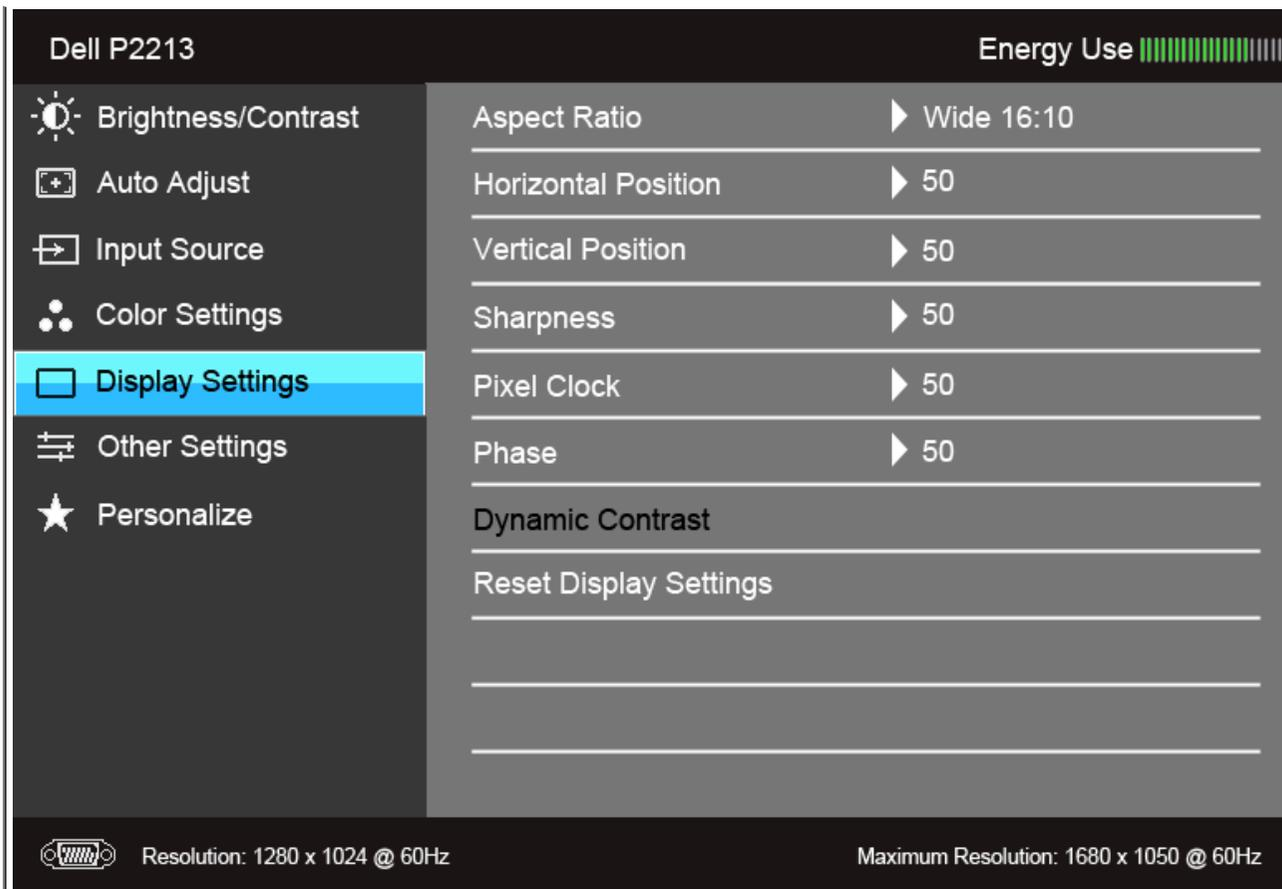 Dell P2213 Energy Use
Brightness/Contrast
Auto Adjust
Input Source
Color Settings
Display Settings
Other Settings
Personalize
Aspect Ratio Wide 16:10
Horizontal Position 50
Vertical Position 50
Sharpness 50
Pixel Clock 50
Phase 50
Dynamic Contrast
Reset Display Settings
Resolution: 1280 x 1024 @ 60Hz Maximum Resolution: 1680 x 1050 @ 60Hz